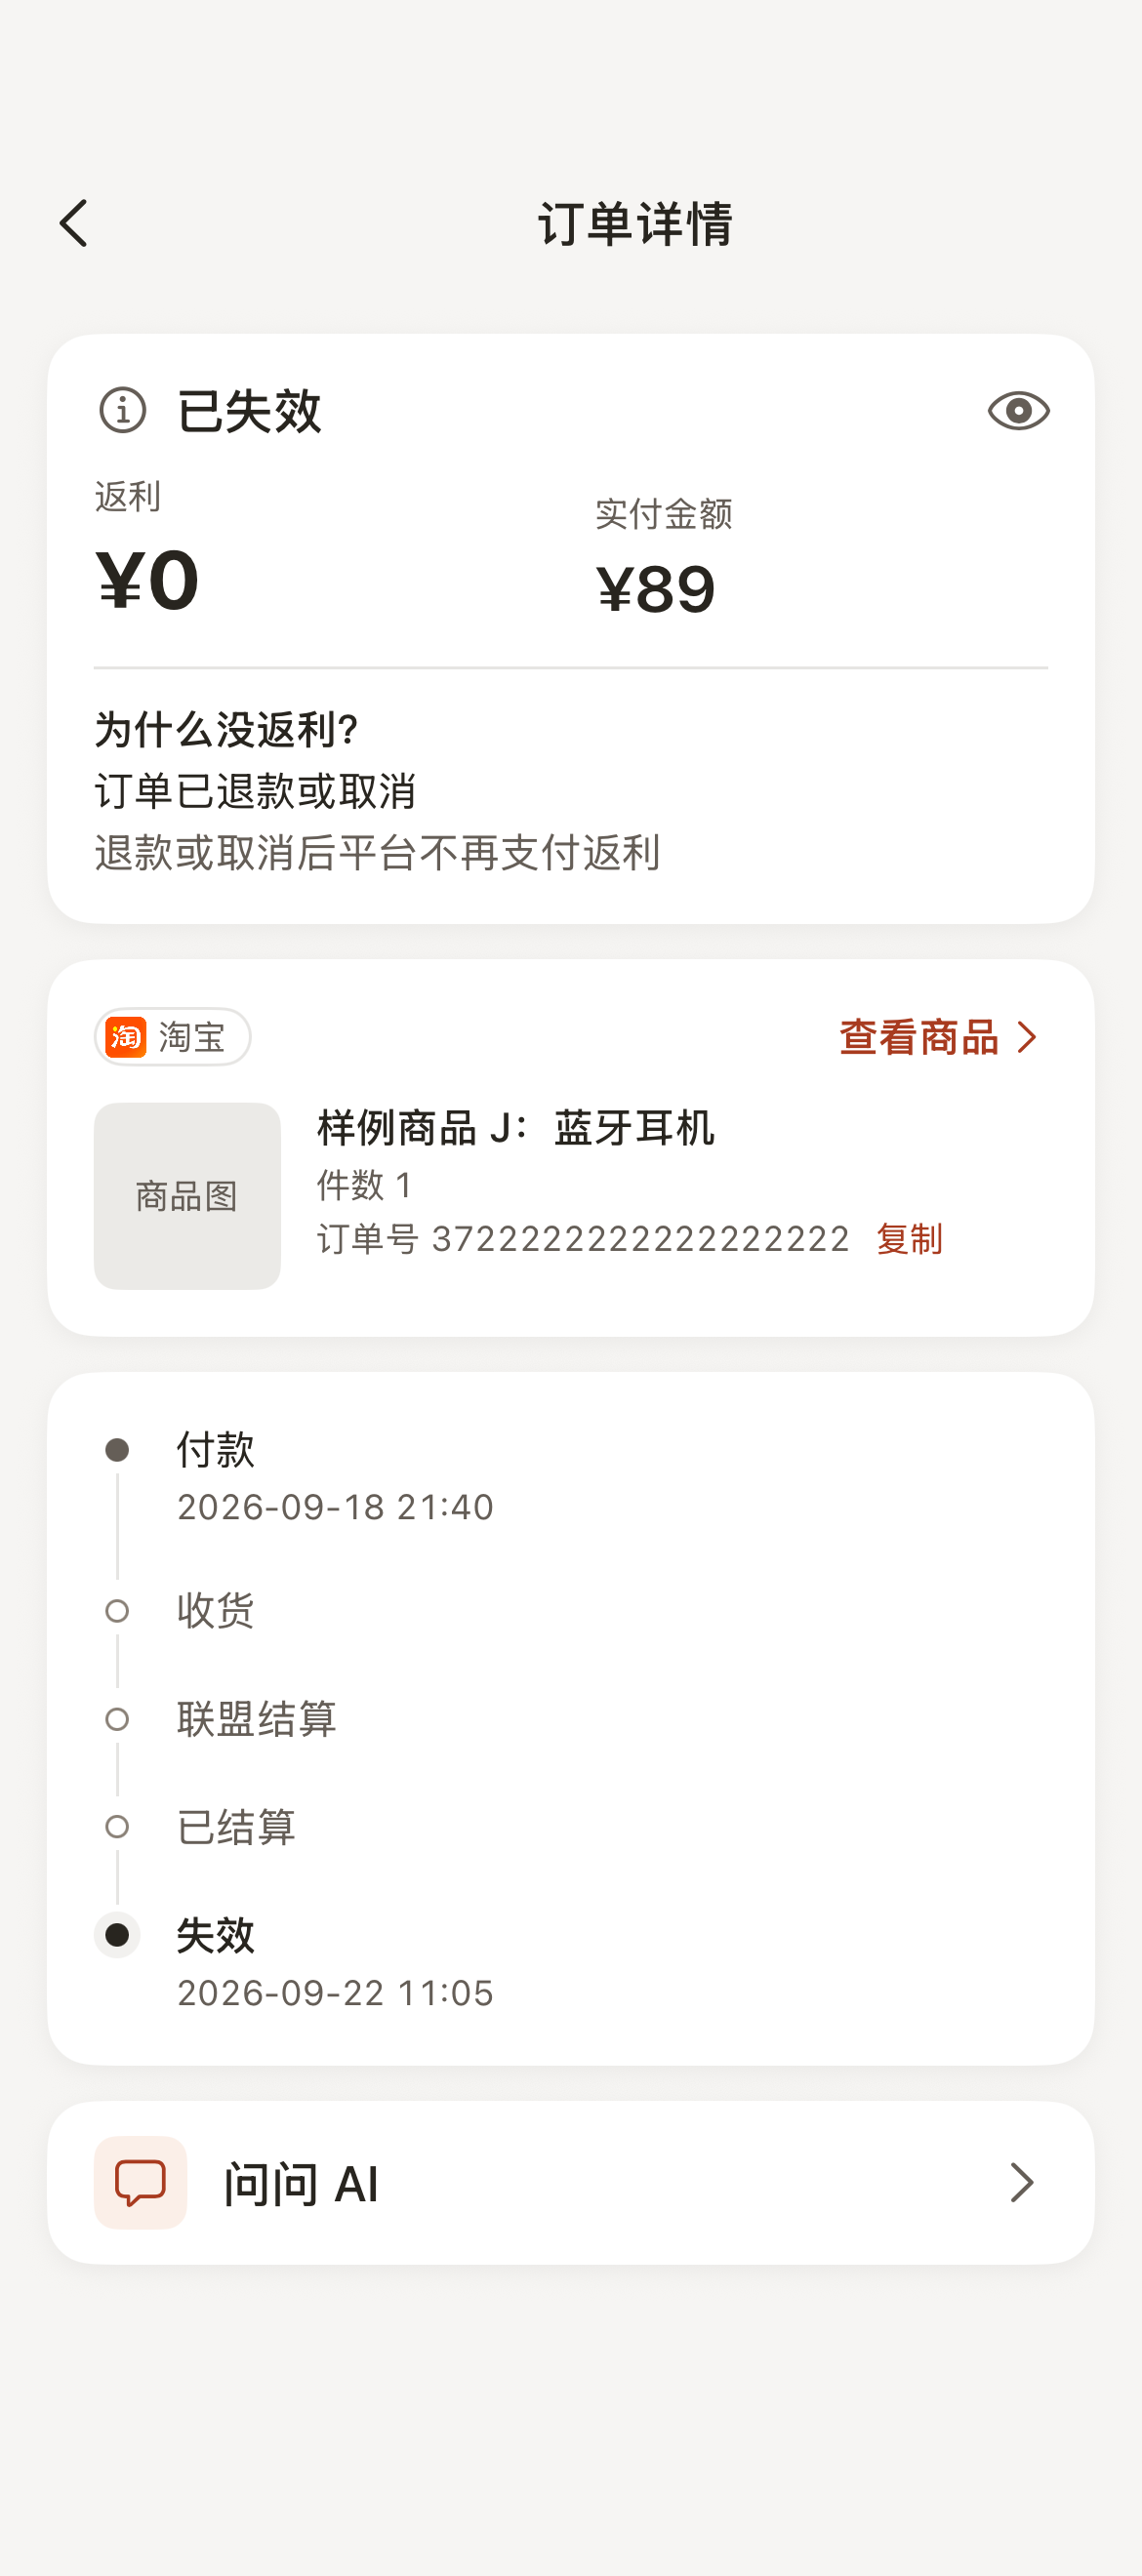 订单详情
已失效
返利
实付金额
¥0
¥89
为什么没返利?
订单已退款或取消
退款或取消后平台不再支付返利
淘 淘宝
查看商品
商品图
样例商品 J：蓝牙耳机
件数 1
订单号 3722222222222222222 复制
付款
2026-09-18 21:40
收货
联盟结算
已结算
失效
2026-09-22 11:05
问问 AI